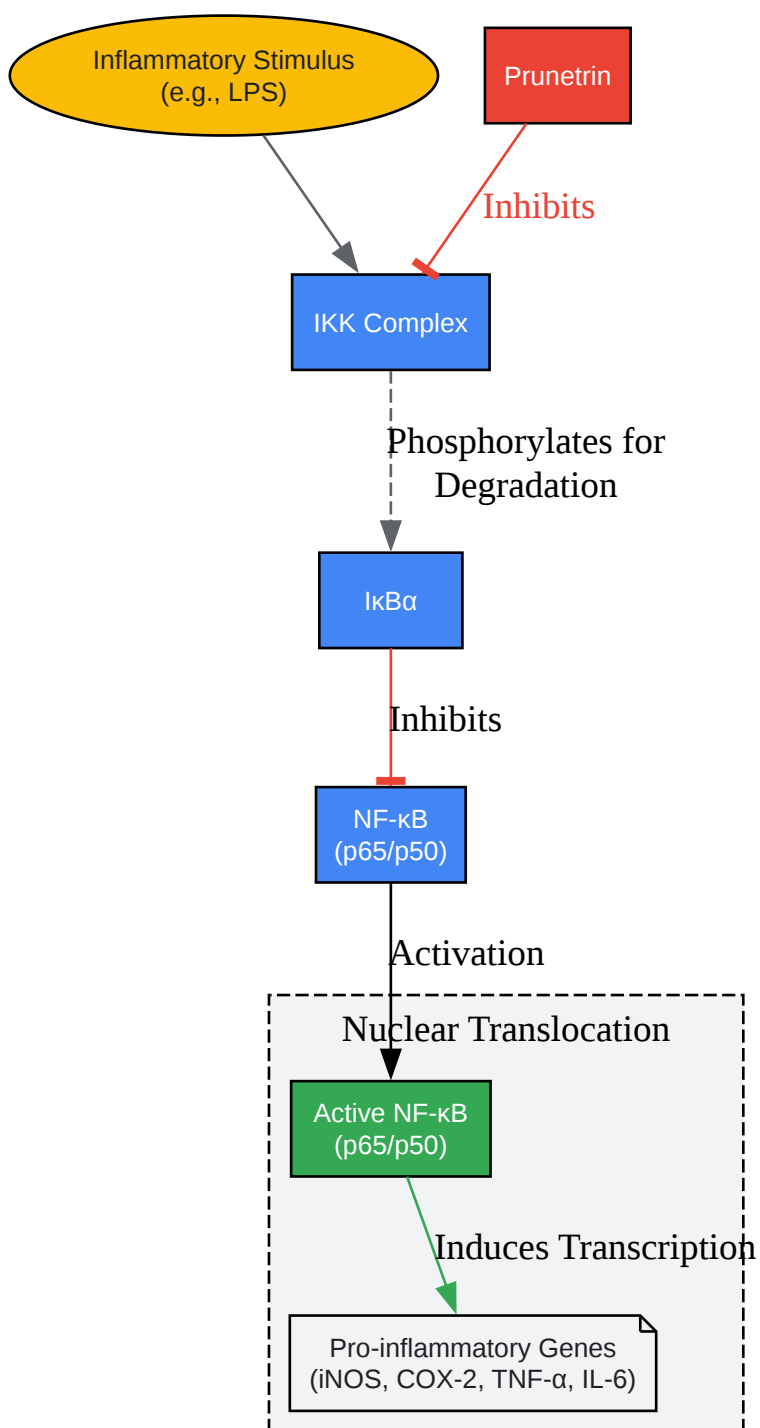 Inflammatory Stimulus
(e.g., LPS)
Prunetrin
Inhibits
IKK Complex
Phosphorylates for
Degradation
IκBα
Inhibits
NF-κB
(p65/p50)
Activation
Nuclear Translocation
Active NF-κB
(p65/p50)
Induces Transcription
Pro-inflammatory Genes
(iNOS, COX-2, TNF-α, IL-6)